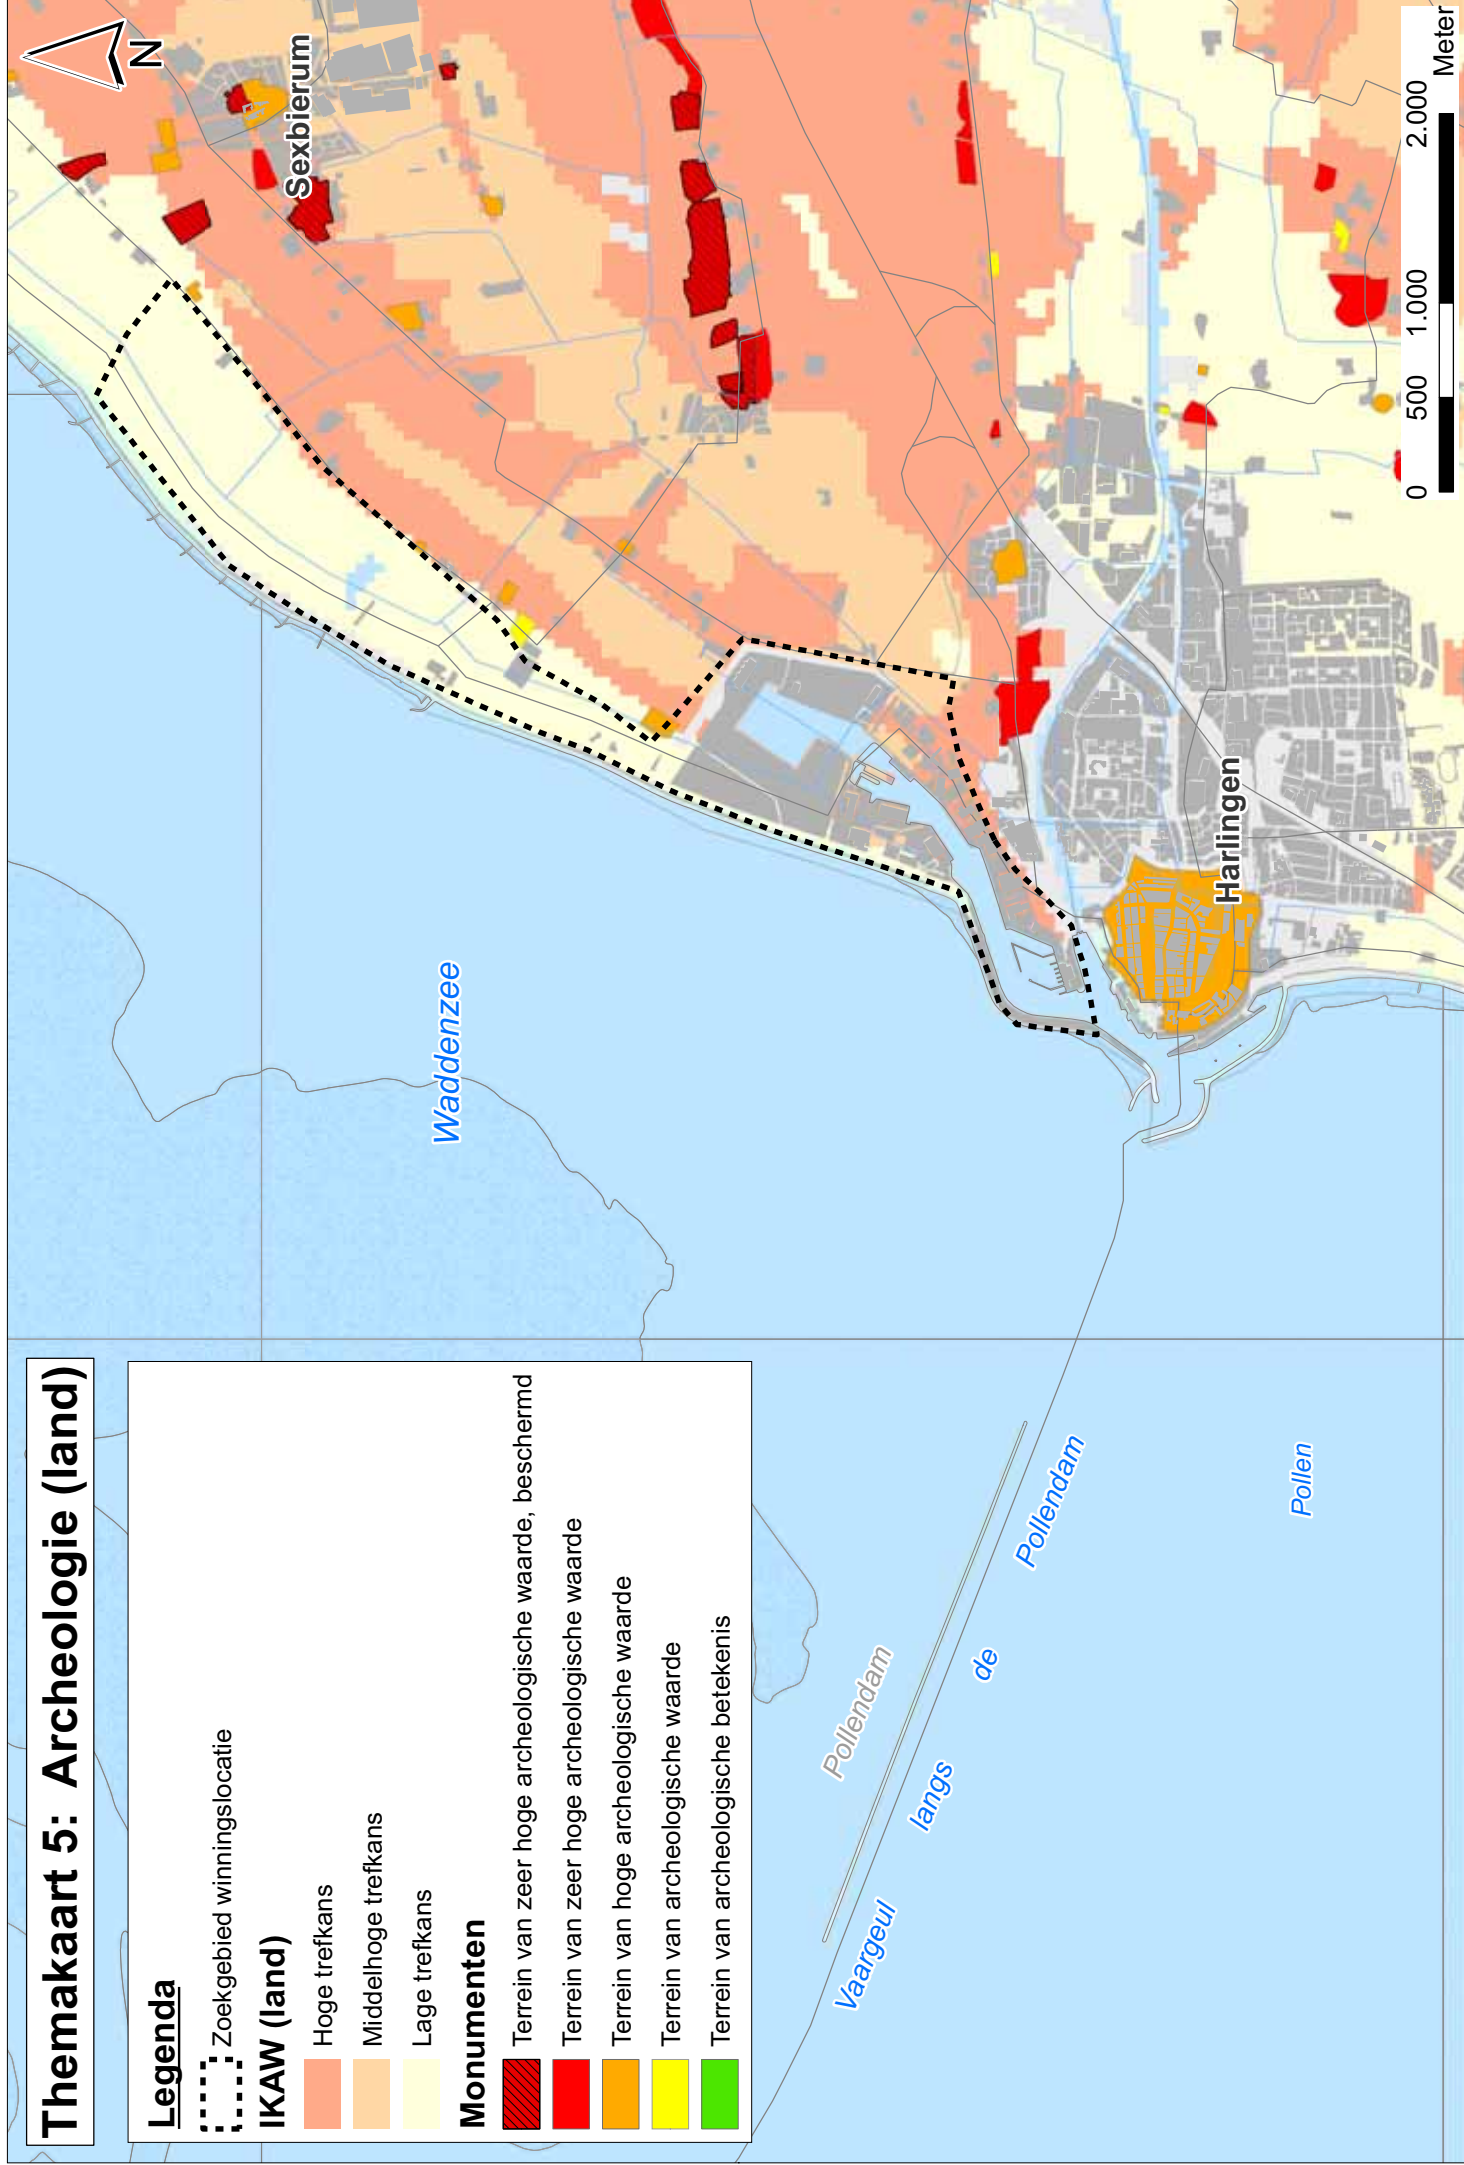 Themakaart 5: Archeologie (land)
Legenda
Zoekgebied winningslocatie
IKAW (land)
Hoge trefkans
Middelhoge trefkans
Lage trefkans
Monumenten
Terrein van zeer hoge archeologische waarde, beschermd
Terrein van zeer hoge archeologische waarde
Terrein van hoge archeologische waarde
Terrein van archeologische waarde
Terrein van archeologische betekenis
N
Sexbierum
Waddenzee
Harlingen
Pollendam
Vaargeul langs de Pollendam
Pollen
0 500 1.000 2.000
Meter